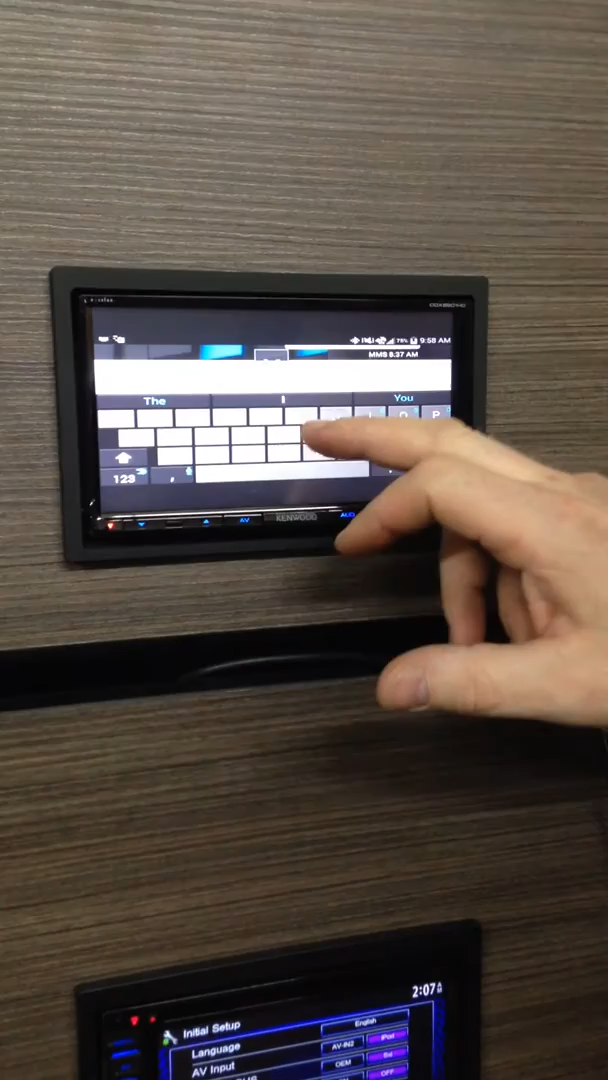 9:58 AM
MMS 8:37 AM
The I You
I O P
123 ,
AV KENWOOD AUD
2:07
Initial Setup
Language English
AV Input AV-IN2 iPod
OEM
OFF